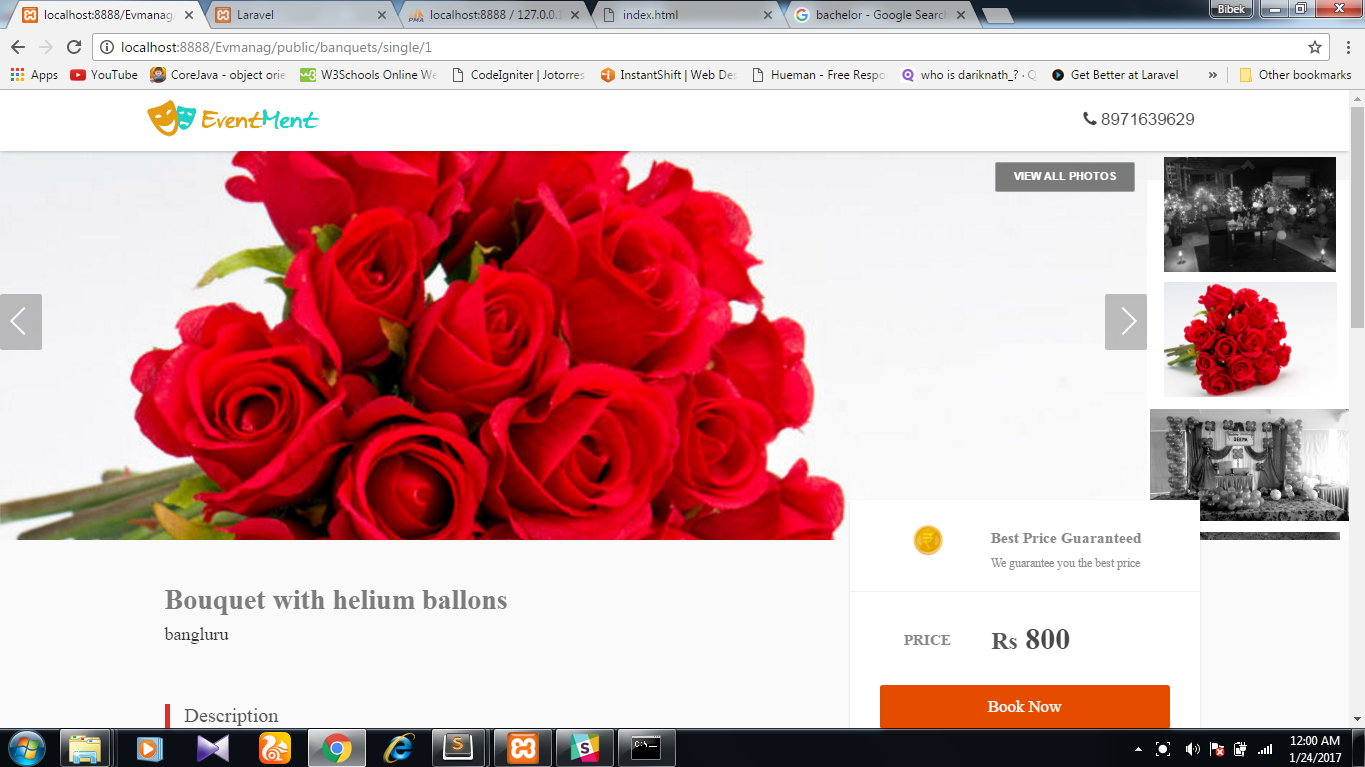 localhost:8888/Evmanag
Laravel
localhost:8888 / 127.0.0.1
index.html
bachelor - Google Search
Bibek
localhost:8888/Evmanag/public/banquets/single/1
Apps
YouTube
CoreJava - object orie
W3Schools Online We
CodeIgniter | Jotorres
InstantShift | Web Des
Hueman - Free Respo
who is dariknath_? - Q
Get Better at Laravel
»
Other bookmarks
EventMent
8971639629
VIEW ALL PHOTOS
Best Price Guaranteed
We guarantee you the best price
Bouquet with helium ballons
bangluru
PRICE
Rs 800
Book Now
Description
12:00 AM
1/24/2017